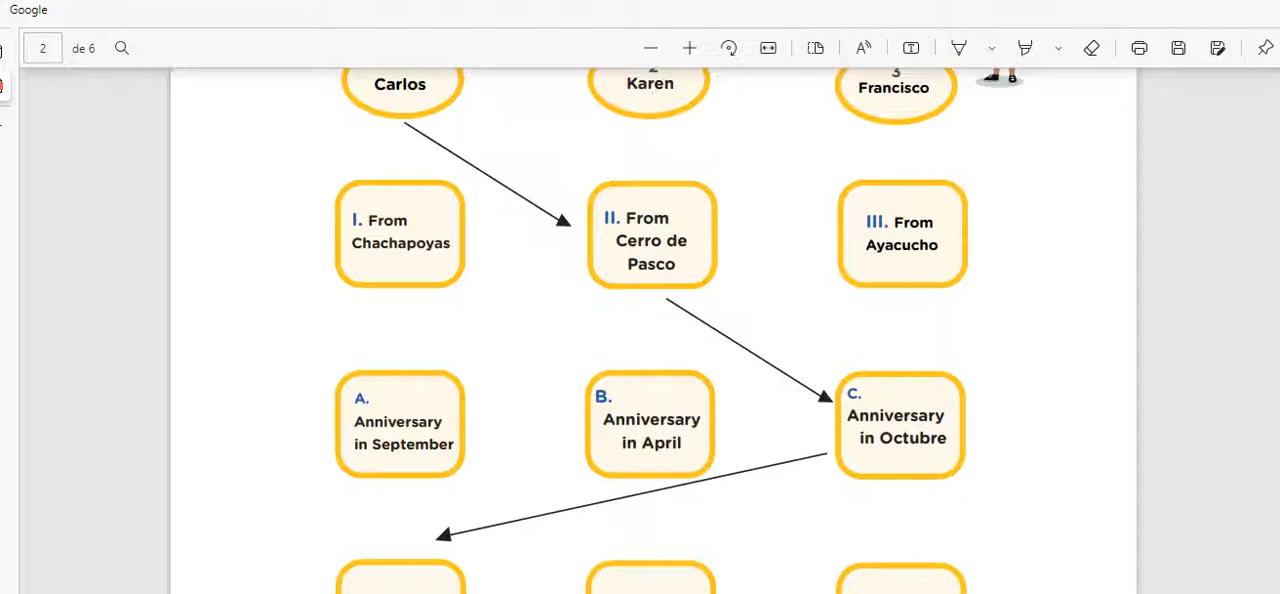 Google
2 de 6
2
3
Carlos
Karen
Francisco
I. From
Chachapoyas
II. From
Cerro de
Pasco
III. From
Ayacucho
A.
Anniversary
in September
B.
Anniversary
in April
C.
Anniversary
in Octubre